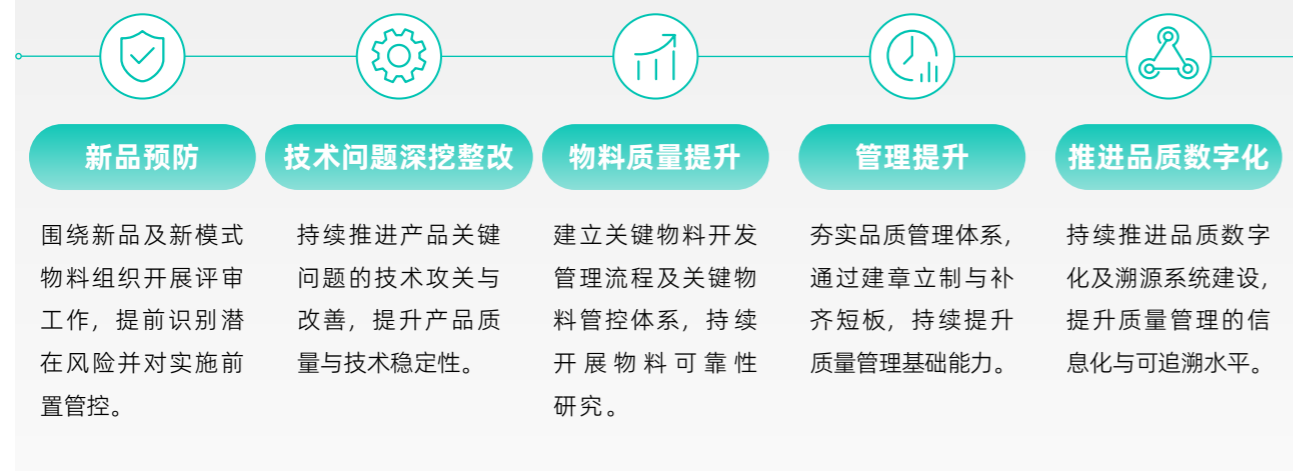 新品预防
围绕新品及新模式
物料组织开展评审
工作，提前识别潜
在风险并对实施前
置管控。
技术问题深挖整改
持续推进产品关键
问题的技术攻关与
改善，提升产品质
量与技术稳定性。
物料质量提升
建立关键物料开发
管理流程及关键物
料管控体系，持续
开展物料可靠性
研究。
管理提升
夯实品质管理体系，
通过建章立制与补
齐短板，持续提升
质量管理基础能力。
推进品质数字化
持续推进品质数字
化及溯源系统建设，
提升质量管理的信
息化与可追溯水平。